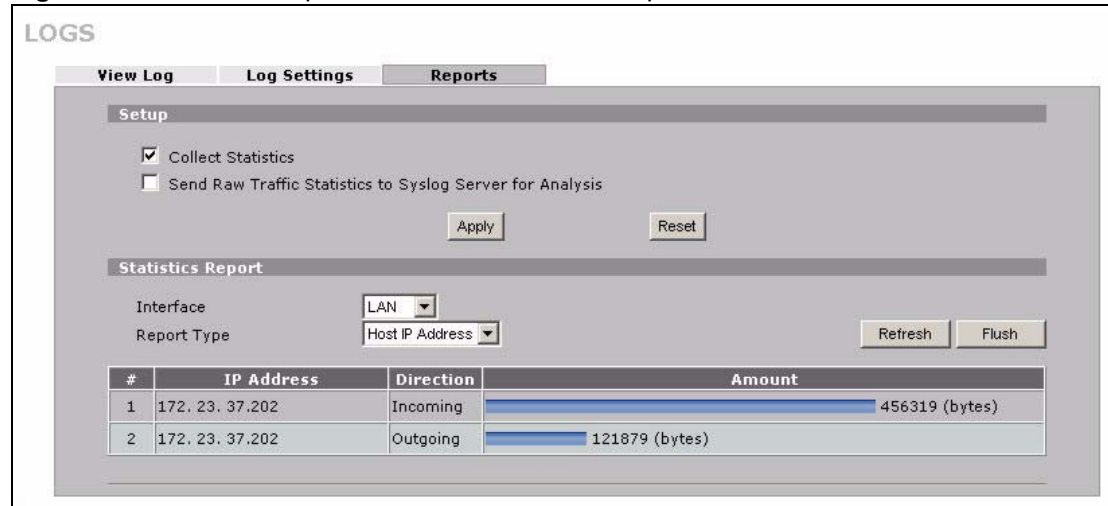 LOGS
View Log Log Settings Reports
Setup
Collect Statistics
Send Raw Traffic Statistics to Syslog Server for Analysis
Apply Reset
Statistics Report
Interface LAN
Report Type Host IP Address Refresh Flush
# IP Address Direction Amount
1 172. 23. 37.202 Incoming 456319 (bytes)
2 172. 23. 37.202 Outgoing 121879 (bytes)